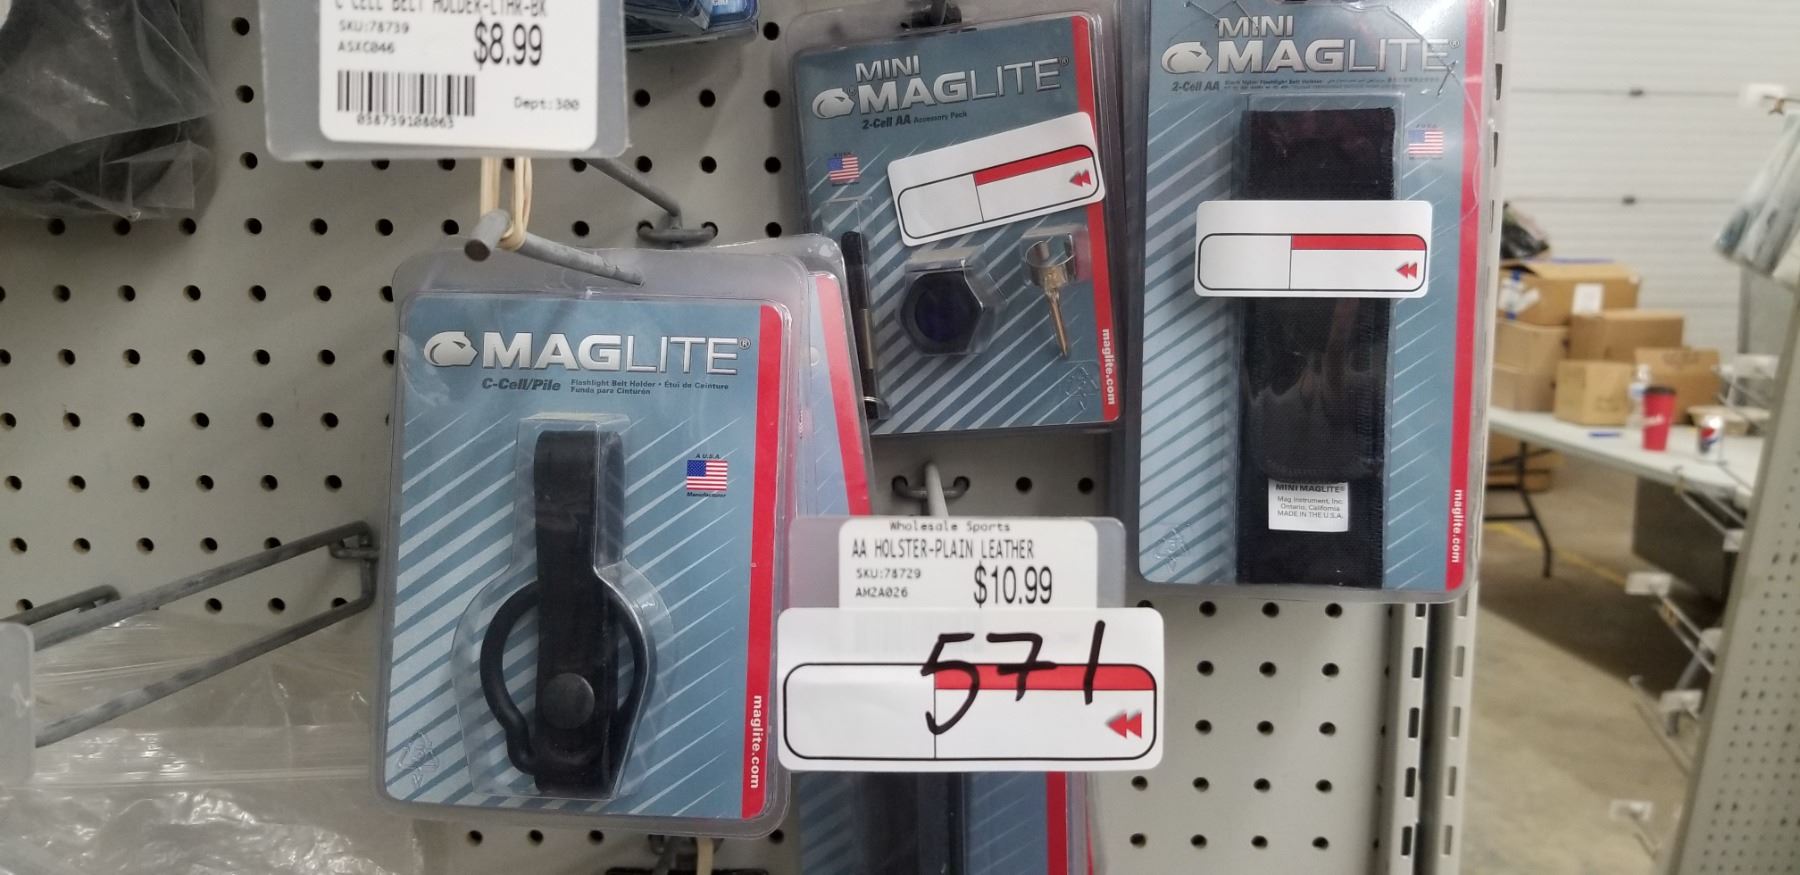 C CELL BELT HOLDER-LTHR-BK
SKU:78739
ASXC046
$8.99
Dept:300
038739108063
MINI
MAGLITE®
2-Cell AA Accessory Pack
maglite.com
MINI
MAGLITE®
2-Cell AA
MINI MAGLITE®
Mag Instrument, Inc.
Ontario, California
MADE IN THE U.S.A.
maglite.com
MAGLITE®
C-Cell/Pile Flashlight Belt Holder • Étui de Ceinture
Funda para Cinturón
A U.S.A.
Manufacturer
maglite.com
Wholesale Sports
AA HOLSTER-PLAIN LEATHER
SKU:78729
AM2A026
$10.99
571